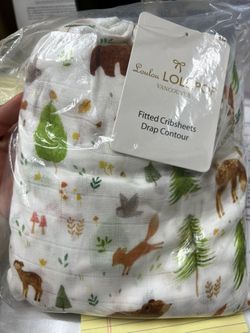 Loulou LOLLIPOP
VANCOUVER
Fitted Cribsheets
Drap Contour